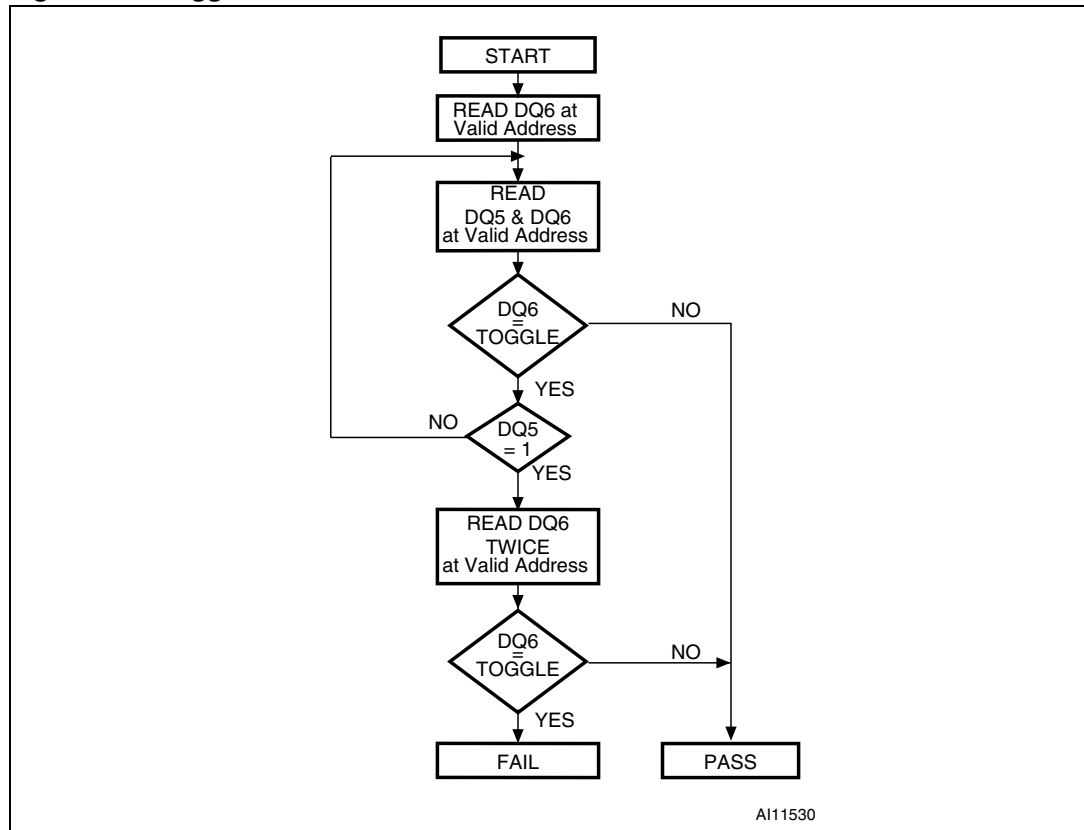 START
READ DQ6 at
Valid Address
READ
DQ5 & DQ6
at Valid Address
DQ6
=
TOGGLE
NO
YES
NO
DQ5
= 1
YES
READ DQ6
TWICE
at Valid Address
DQ6
=
TOGGLE
NO
YES
FAIL
PASS
AI11530